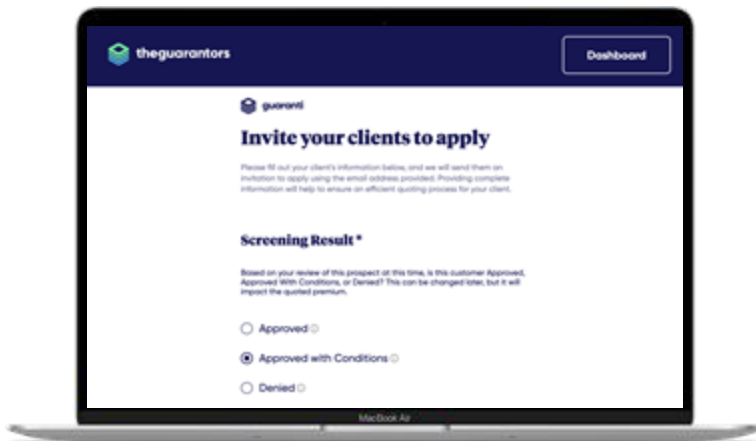 theguarantors
Dashboard
guaranti
Invite your clients to apply
Please fill out your client's information below, and we will send them an
invitation to apply using the email address provided. Providing complete
information will help to ensure an efficient quoting process for your client.
Screening Result *
Based on your review of this prospect at this time, is this customer Approved,
Approved With Conditions, or Denied? This can be changed later, but it will
impact the quoted premium.
Approved
Approved with Conditions
Denied
MacBook Air